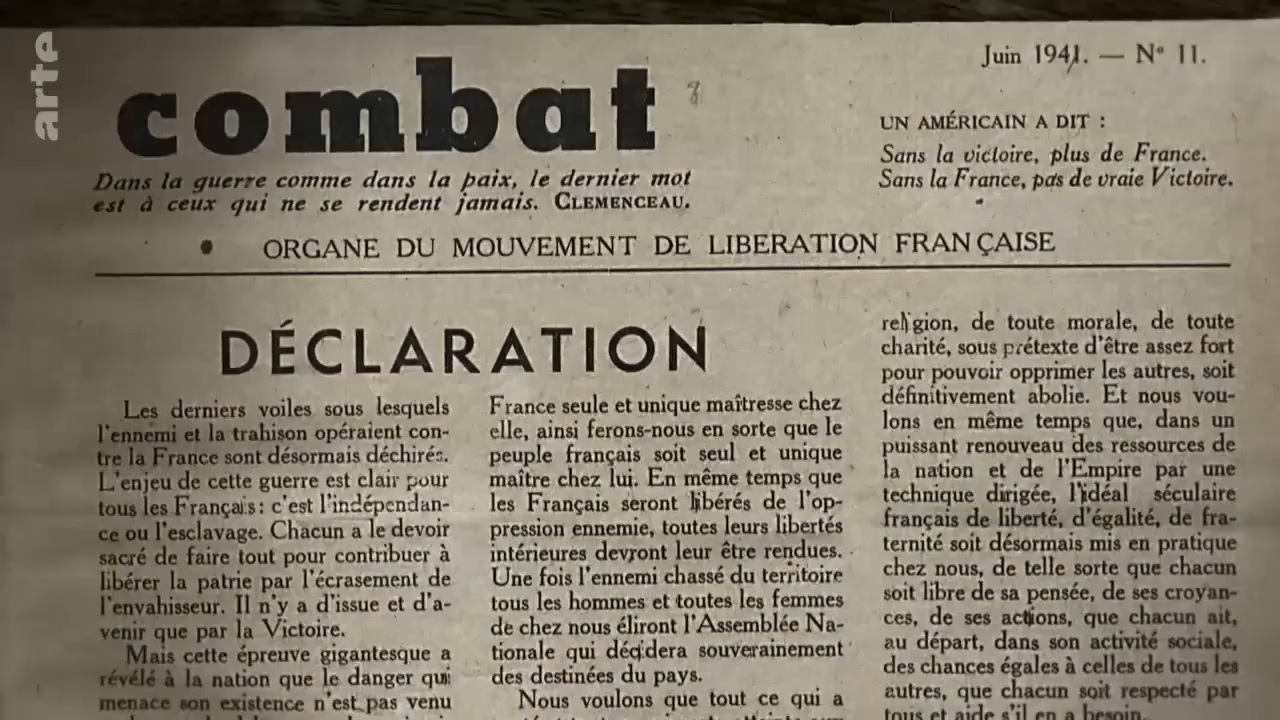 arte
combat
8
Juin 1941. — N° 11.
Dans la guerre comme dans la paix, le dernier mot
est à ceux qui ne se rendent jamais. CLEMENCEAU.
UN AMÉRICAIN A DIT :
Sans la victoire, plus de France.
Sans la France, pas de vraie Victoire.
• ORGANE DU MOUVEMENT DE LIBERATION FRANÇAISE
DÉCLARATION
Les derniers voiles sous lesquels
l'ennemi et la trahison opéraient con-
tre la France sont désormais déchirés.
L'enjeu de cette guerre est clair pour
tous les Français : c'est l'indépendan-
ce ou l'esclavage. Chacun a le devoir
sacré de faire tout pour contribuer à
libérer la patrie par l'écrasement de
l'envahisseur. Il n'y a d'issue et d'a-
venir que par la Victoire.
Mais cette épreuve gigantesque a
révélé à la nation que le danger qui
menace son existence n'est pas venu
France seule et unique maîtresse chez
elle, ainsi ferons-nous en sorte que le
peuple français soit seul et unique
maître chez lui. En même temps que
les Français seront libérés de l'op-
pression ennemie, toutes leurs libertés
intérieures devront leur être rendues.
Une fois l'ennemi chassé du territoire
tous les hommes et toutes les femmes
de chez nous éliront l'Assemblée Na-
tionale qui décidera souverainement
des destinées du pays.
Nous voulons que tout ce qui a
religion, de toute morale, de toute
charité, sous prétexte d'être assez fort
pour pouvoir opprimer les autres, soit
définitivement abolie. Et nous vou-
lons en même temps que, dans un
puissant renouveau des ressources de
la nation et de l'Empire par une
technique dirigée, l'idéal séculaire
français de liberté, d'égalité, de fra-
ternité soit désormais mis en pratique
chez nous, de telle sorte que chacun
soit libre de sa pensée, de ses croyan-
ces, de ses actions, que chacun ait,
au départ, dans son activité sociale,
des chances égales à celles de tous les
autres, que chacun soit respecté par
tous et aidé s'il en a besoin.